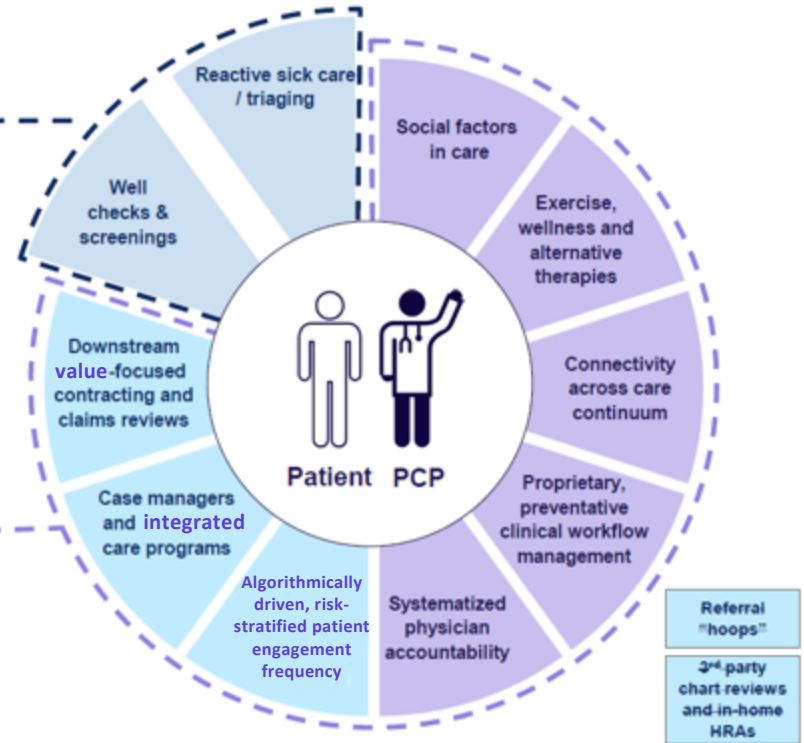 Reactive sick care
/ triaging
Social factors
in care
Exercise,
wellness and
alternative
therapies
Connectivity
across care
continuum
Proprietary,
preventative
clinical workflow
management
Systematized
physician
accountability
Algorithmically
driven, risk-
stratified patient
engagement
frequency
Case managers
and integrated
care programs
Downstream
value-focused
contracting and
claims reviews
Well
checks &
screenings
Patient PCP
Referral
"hoops"
3rd party
chart reviews
and in-home
HRAs